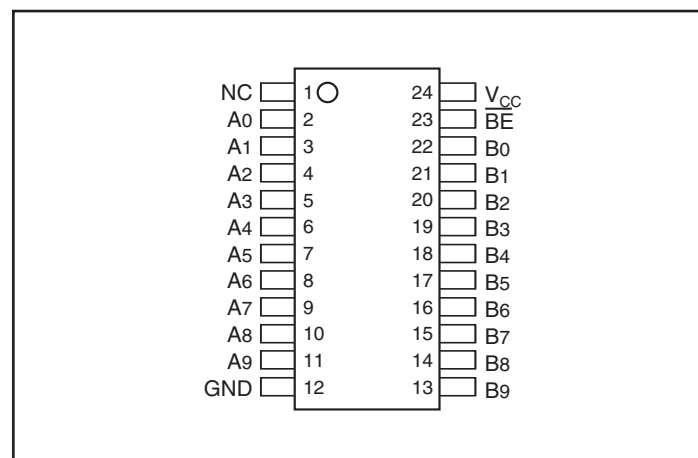 NC 1 24 VCC
A0 2 23 B̅E̅
A1 3 22 B0
A2 4 21 B1
A3 5 20 B2
A4 6 19 B3
A5 7 18 B4
A6 8 17 B5
A7 9 16 B6
A8 10 15 B7
A9 11 14 B8
GND 12 13 B9